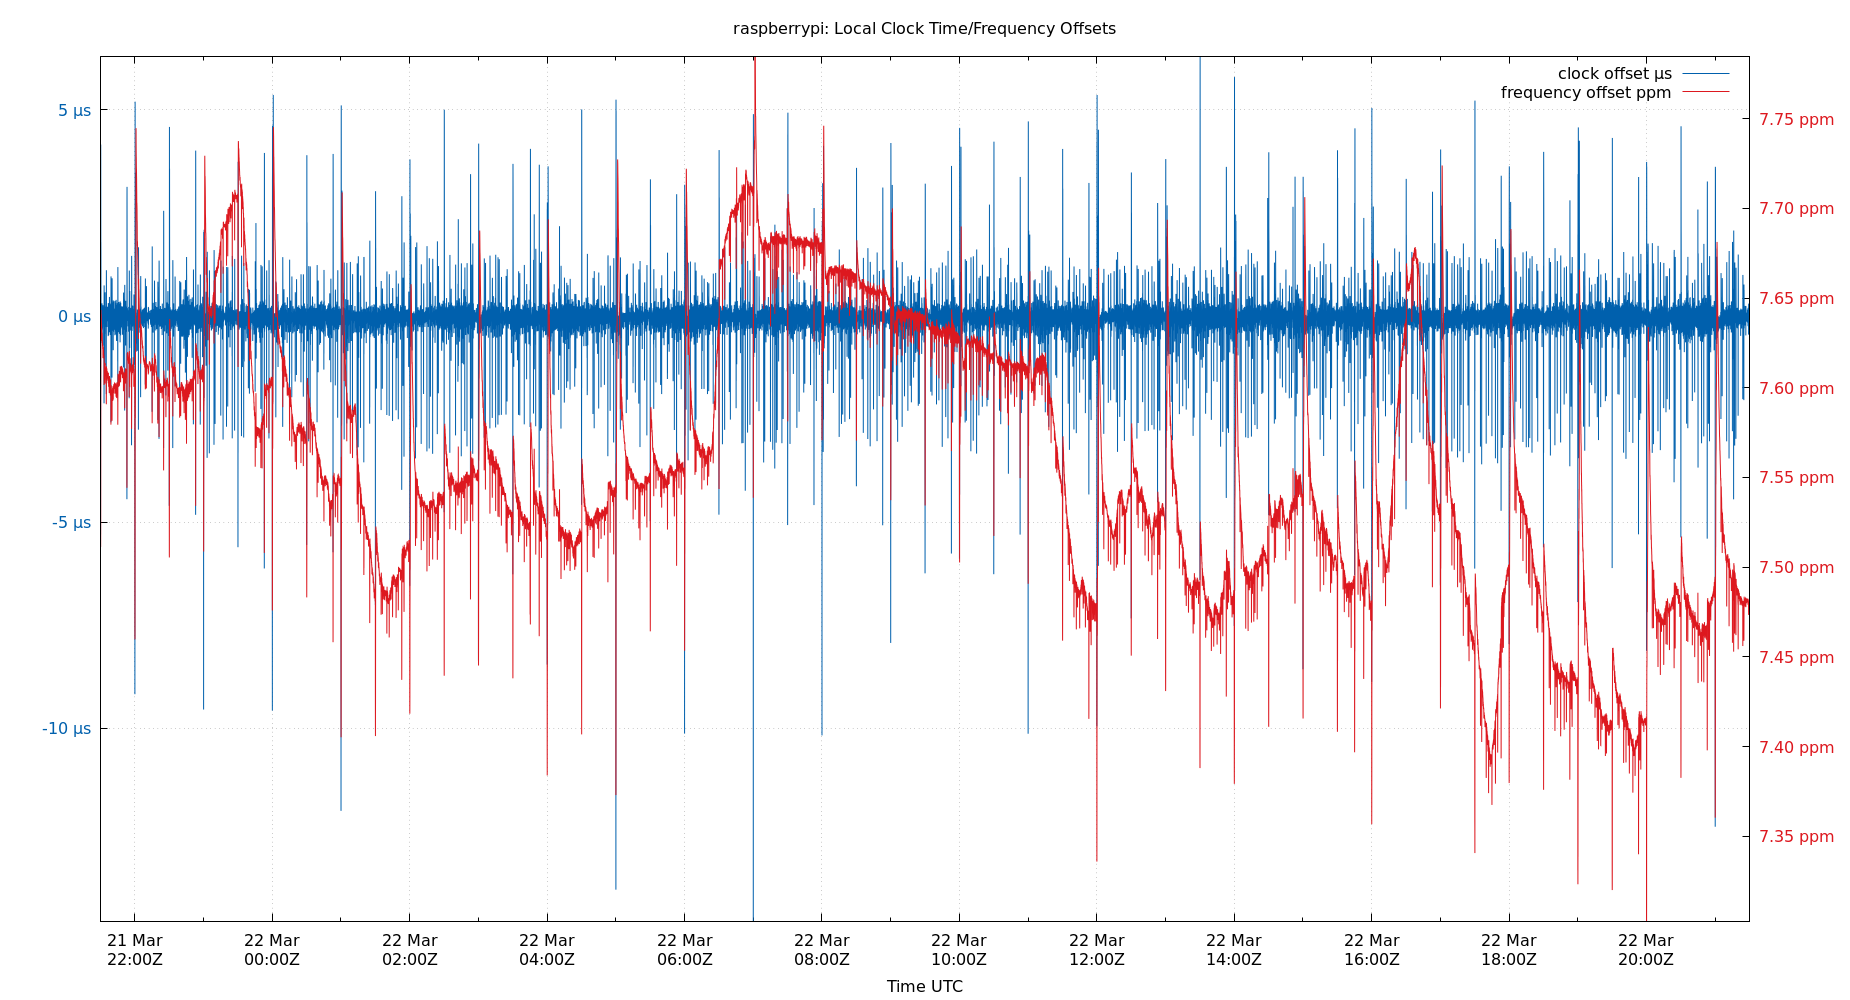 raspberrypi: Local Clock Time/Frequency Offsets
clock offset µs
frequency offset ppm
5 µs
0 µs
-5 µs
-10 µs
7.75 ppm
7.70 ppm
7.65 ppm
7.60 ppm
7.55 ppm
7.50 ppm
7.45 ppm
7.40 ppm
7.35 ppm
21 Mar
22:00Z
22 Mar
00:00Z
22 Mar
02:00Z
22 Mar
04:00Z
22 Mar
06:00Z
22 Mar
08:00Z
22 Mar
10:00Z
22 Mar
12:00Z
22 Mar
14:00Z
22 Mar
16:00Z
22 Mar
18:00Z
22 Mar
20:00Z
Time UTC